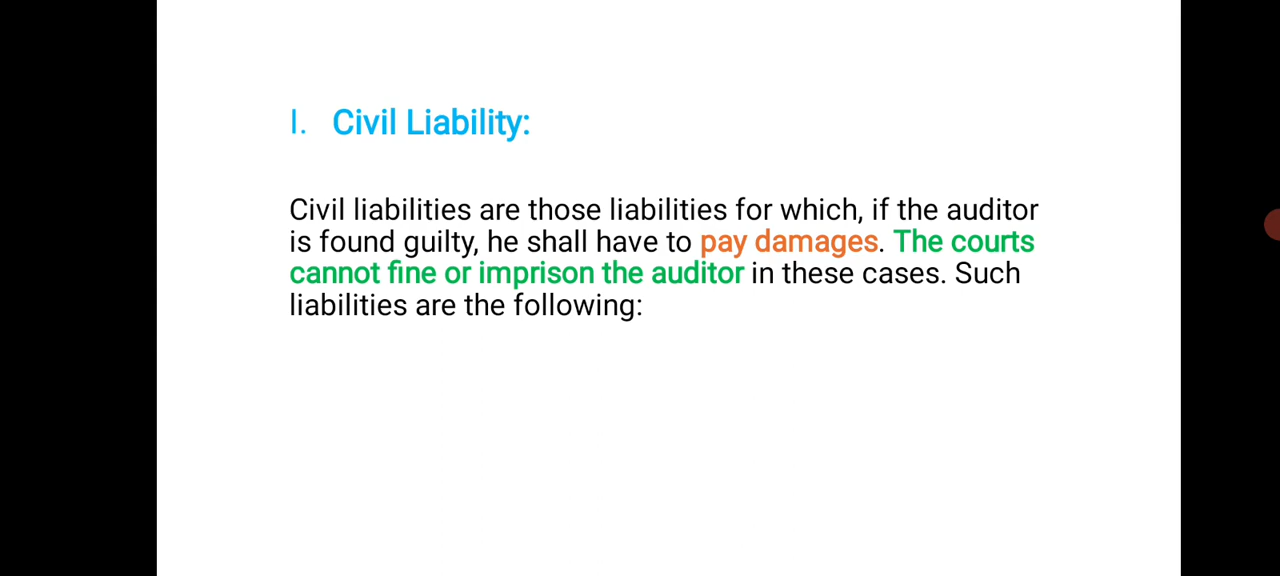 I. Civil Liability:
Civil liabilities are those liabilities for which, if the auditor
is found guilty, he shall have to pay damages. The courts
cannot fine or imprison the auditor in these cases. Such
liabilities are the following: